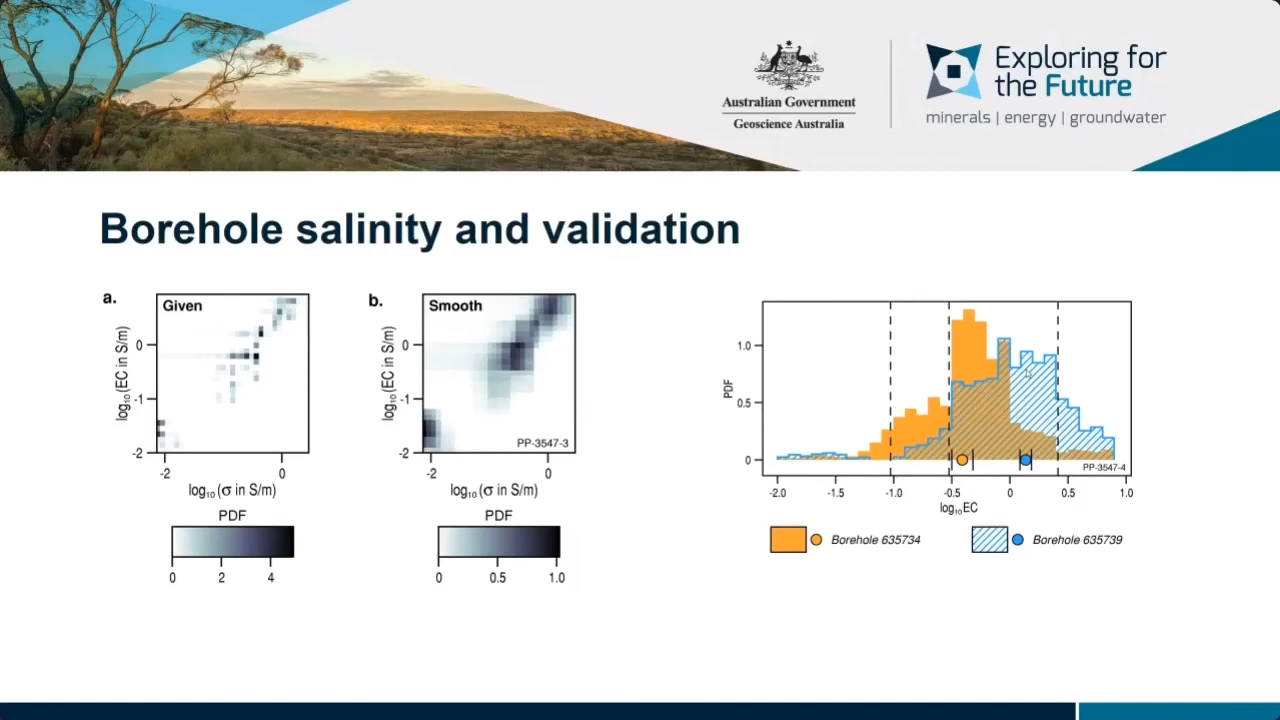 Australian Government
Geoscience Australia
Exploring for
the Future
minerals | energy | groundwater
Borehole salinity and validation
a.
Given
log₁₀(EC in S/m)
0
-1
-2
-2
0
log₁₀(σ in S/m)
PDF
0
2
4
b.
Smooth
log₁₀(EC in S/m)
0
-1
-2
PP-3547-3
-2
0
log₁₀(σ in S/m)
PDF
0
0.5
1.0
PDF
1.0
0.5
0
PP-3547-4
-2.0
-1.5
-1.0
-0.5
0
0.5
1.0
log₁₀EC
Borehole 635734
Borehole 635739